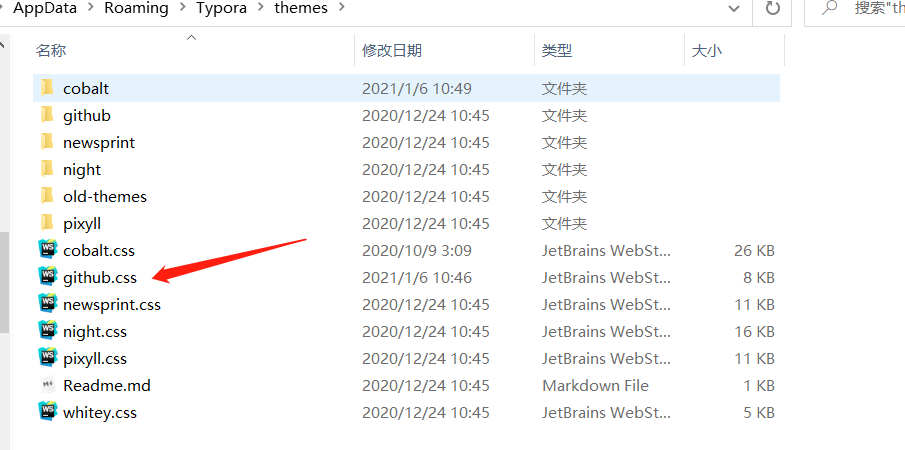 AppData › Roaming › Typora › themes › 搜索"th
名称 修改日期 类型 大小
cobalt 2021/1/6 10:49 文件夹
github 2020/12/24 10:45 文件夹
newsprint 2020/12/24 10:45 文件夹
night 2020/12/24 10:45 文件夹
old-themes 2020/12/24 10:45 文件夹
pixyll 2020/12/24 10:45 文件夹
cobalt.css 2020/10/9 3:09 JetBrains WebSt... 26 KB
github.css 2021/1/6 10:46 JetBrains WebSt... 8 KB
newsprint.css 2020/12/24 10:45 JetBrains WebSt... 11 KB
night.css 2020/12/24 10:45 JetBrains WebSt... 16 KB
pixyll.css 2020/12/24 10:45 JetBrains WebSt... 11 KB
Readme.md 2020/12/24 10:45 Markdown File 1 KB
whitey.css 2020/12/24 10:45 JetBrains WebSt... 5 KB